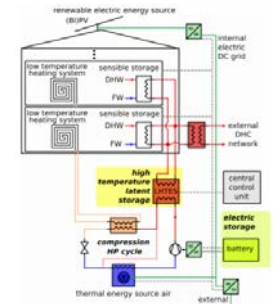 renewable electric energy source
(BI)PV
internal
electric
DC grid
low temperature
heating system
sensible storage
DHW
FW
low temperature
heating system
sensible storage
DHW
FW
external
DHC
network
high
temperature
latent
storage
LHTES
central
control
unit
electric
storage
battery
compression
HP cycle
thermal energy source air
external